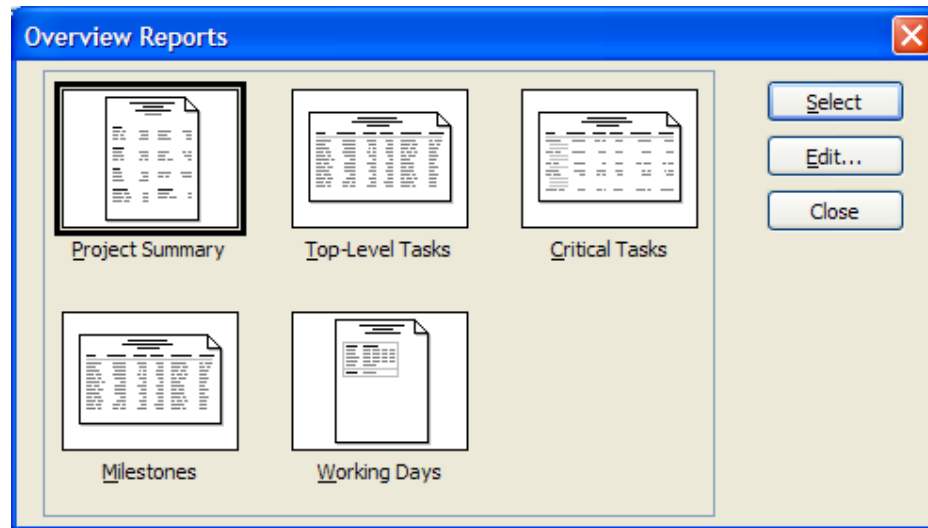 Overview Reports
Select
Edit...
Close
Project Summary
Top-Level Tasks
Critical Tasks
Milestones
Working Days